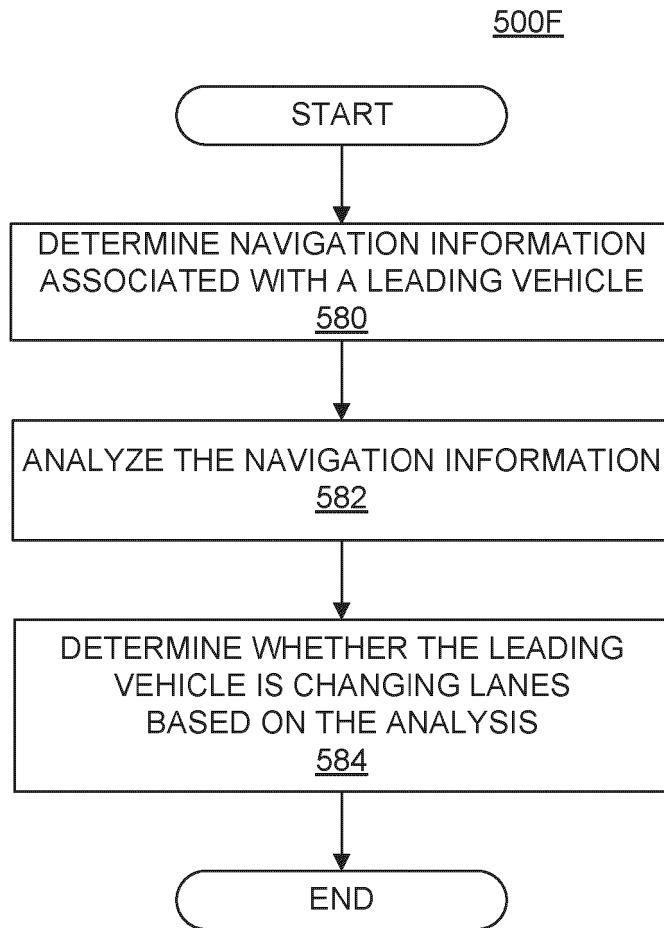 500F
START
DETERMINE NAVIGATION INFORMATION
ASSOCIATED WITH A LEADING VEHICLE
580
ANALYZE THE NAVIGATION INFORMATION
582
DETERMINE WHETHER THE LEADING
VEHICLE IS CHANGING LANES
BASED ON THE ANALYSIS
584
END